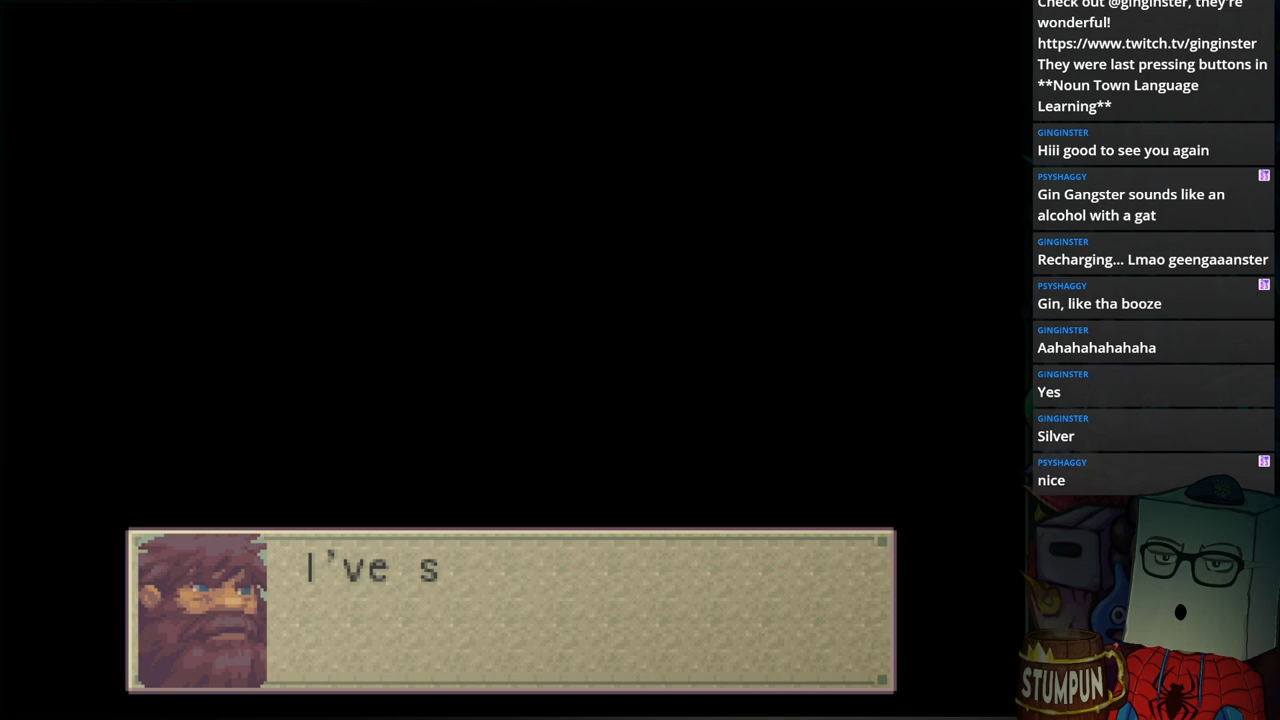 Check out @ginginster, they're
wonderful!
https://www.twitch.tv/ginginster
They were last pressing buttons in
**Noun Town Language
Learning**
GINGINSTER
Hiii good to see you again
PSYSHAGGY
Gin Gangster sounds like an
alcohol with a gat
GINGINSTER
Recharging... Lmao geengaaanster
PSYSHAGGY
Gin, like tha booze
GINGINSTER
Aahahahahahaha
GINGINSTER
Yes
GINGINSTER
Silver
PSYSHAGGY
nice
I've s
STUMPUN